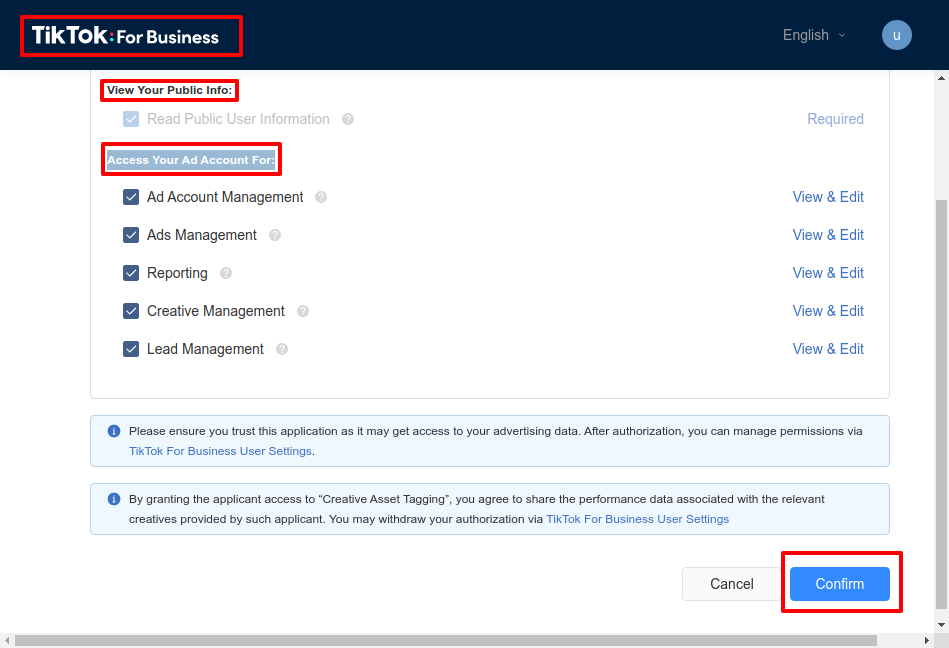 TikTok: For Business
English
u
View Your Public Info:
Read Public User Information ? Required
Access Your Ad Account For:
Ad Account Management ? View & Edit
Ads Management ? View & Edit
Reporting ? View & Edit
Creative Management ? View & Edit
Lead Management ? View & Edit
Please ensure you trust this application as it may get access to your advertising data. After authorization, you can manage permissions via
TikTok For Business User Settings.
By granting the applicant access to “Creative Asset Tagging”, you agree to share the performance data associated with the relevant
creatives provided by such applicant. You may withdraw your authorization via TikTok For Business User Settings
Cancel
Confirm